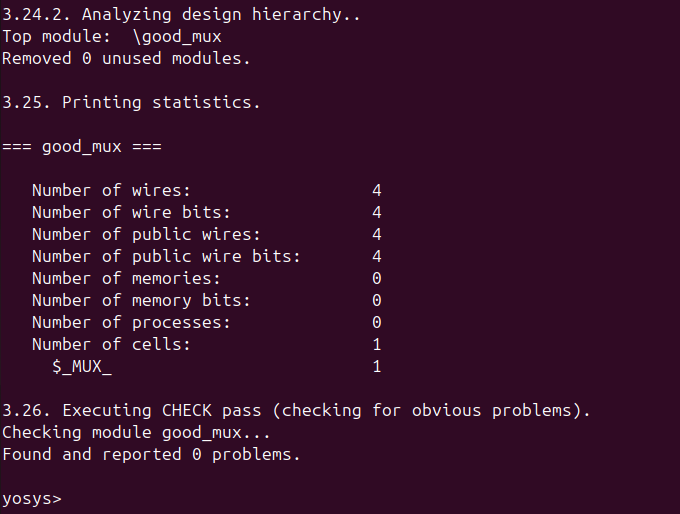 3.24.2. Analyzing design hierarchy..
Top module:  \good_mux
Removed 0 unused modules.
3.25. Printing statistics.
=== good_mux ===
Number of wires: 4
Number of wire bits: 4
Number of public wires: 4
Number of public wire bits: 4
Number of memories: 0
Number of memory bits: 0
Number of processes: 0
Number of cells: 1
$_MUX_ 1
3.26. Executing CHECK pass (checking for obvious problems).
Checking module good_mux...
Found and reported 0 problems.
yosys>